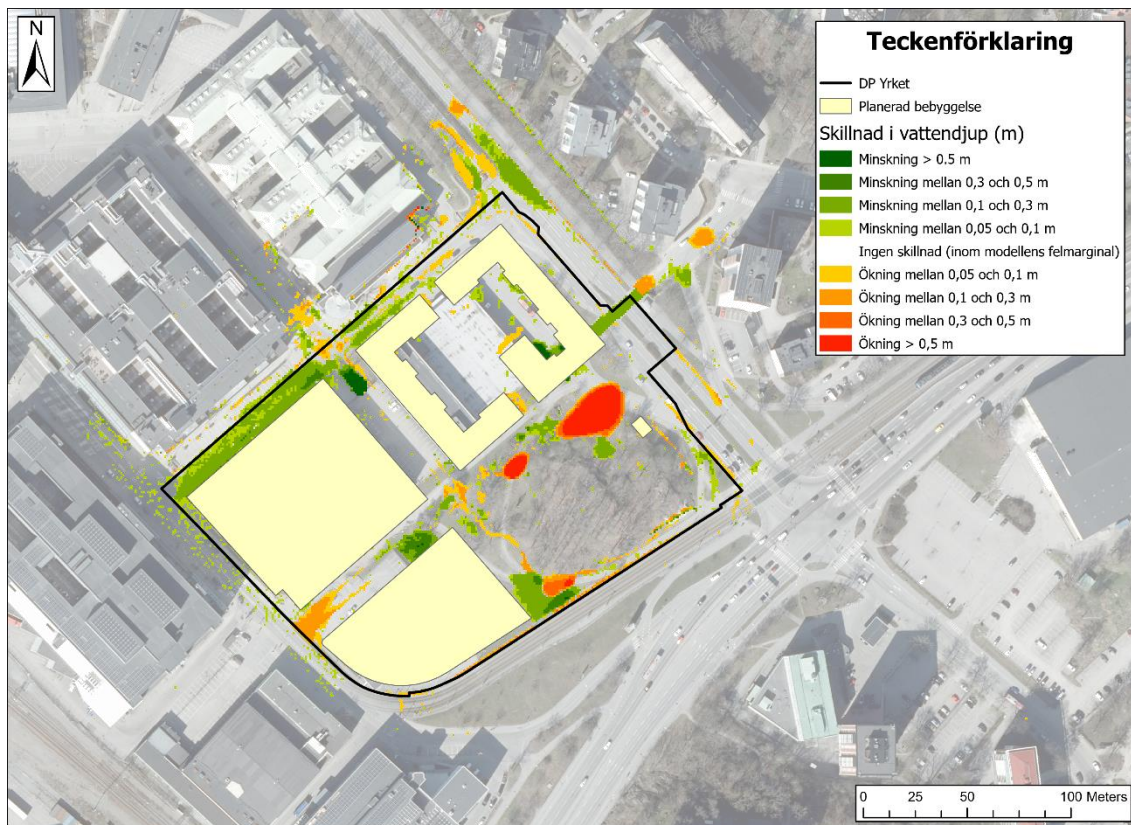 N
Teckenförklaring
DP Yrket
Planerad bebyggelse
Skillnad i vattendjup (m)
Minskning > 0.5 m
Minskning mellan 0,3 och 0,5 m
Minskning mellan 0,1 och 0,3 m
Minskning mellan 0,05 och 0,1 m
Ingen skillnad (inom modellens felmarginal)
Ökning mellan 0,05 och 0,1 m
Ökning mellan 0,1 och 0,3 m
Ökning mellan 0,3 och 0,5 m
Ökning > 0,5 m
0 25 50 100 Meters